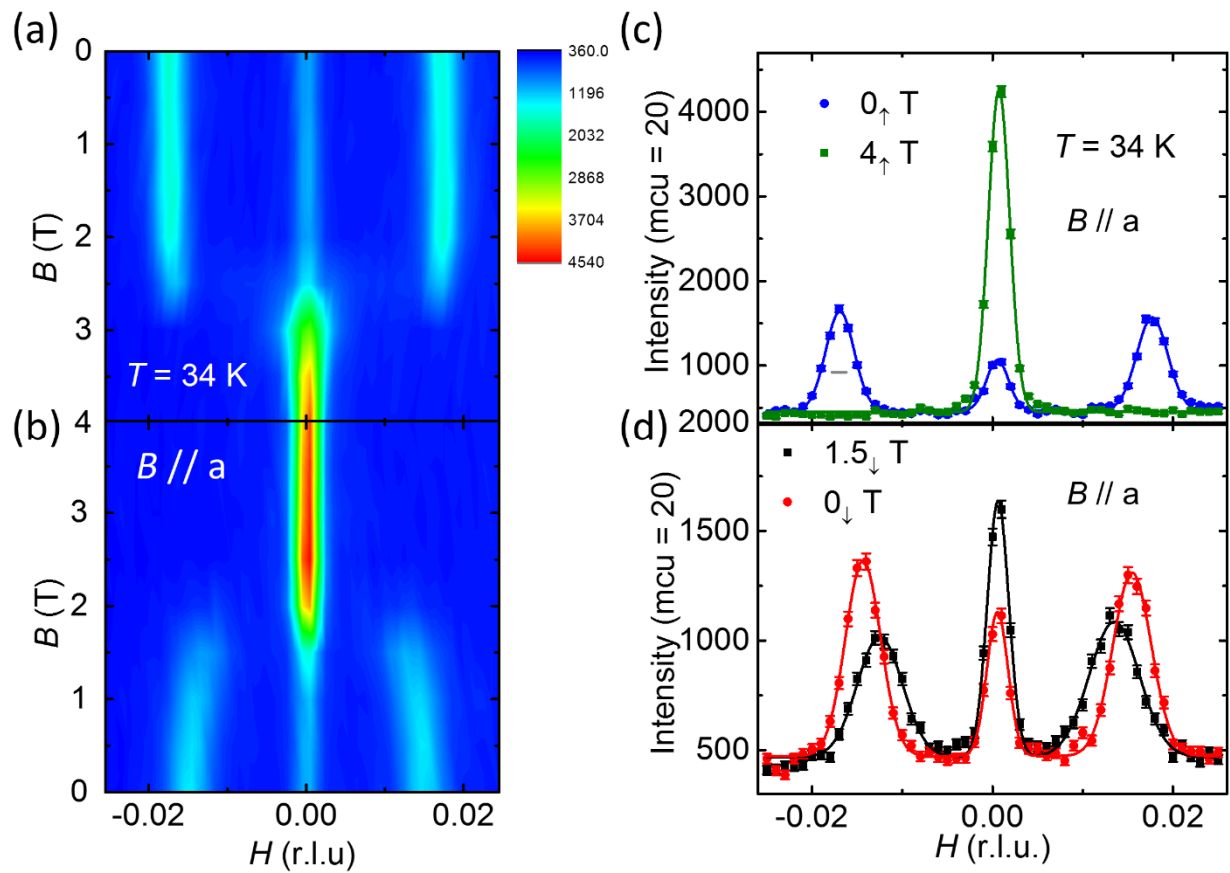 (a)
0
1
2
3
B (T)
T = 34 K
360.0
1196
2032
2868
3704
4540
(b)
4
B // a
3
2
1
0
B (T)
-0.02
0.00
0.02
H (r.l.u)
(c)
0↑ T
4↑ T
T = 34 K
B // a
4000
3000
2000
1000
Intensity (mcu = 20)
(d)
2000
1.5↓ T
0↓ T
B // a
1500
1000
500
Intensity (mcu = 20)
-0.02
0.00
0.02
H (r.l.u.)